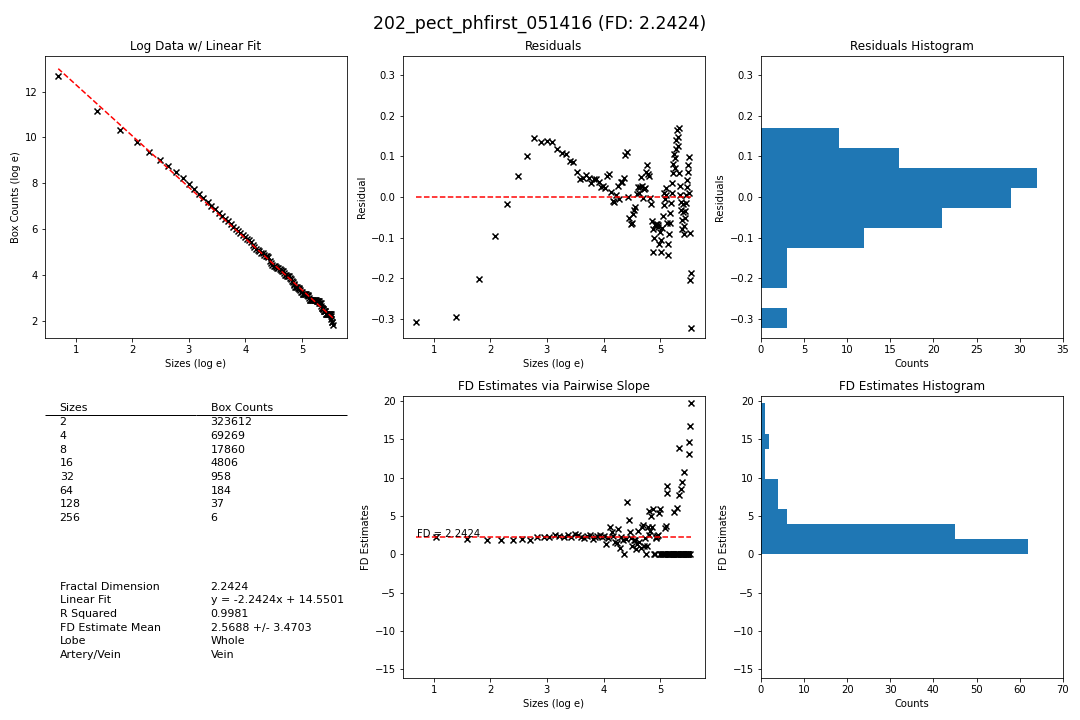 202_pect_phfirst_051416 (FD: 2.2424)
Log Data w/ Linear Fit
Box Counts (log e)
12
10
8
6
4
2
1 2 3 4 5
Sizes (log e)
Residuals
Residual
0.3
0.2
0.1
0.0
−0.1
−0.2
−0.3
1 2 3 4 5
Sizes (log e)
Residuals Histogram
Residuals
0.3
0.2
0.1
0.0
−0.1
−0.2
−0.3
0 5 10 15 20 25 30 35
Counts
Sizes Box Counts
2 323612
4 69269
8 17860
16 4806
32 958
64 184
128 37
256 6
Fractal Dimension 2.2424
Linear Fit y = -2.2424x + 14.5501
R Squared 0.9981
FD Estimate Mean 2.5688 +/- 3.4703
Lobe Whole
Artery/Vein Vein
FD Estimates via Pairwise Slope
FD Estimates
20
15
10
5
0
−5
−10
−15
FD = 2.2424
1 2 3 4 5
Sizes (log e)
FD Estimates Histogram
FD Estimates
20
15
10
5
0
−5
−10
−15
0 10 20 30 40 50 60 70
Counts